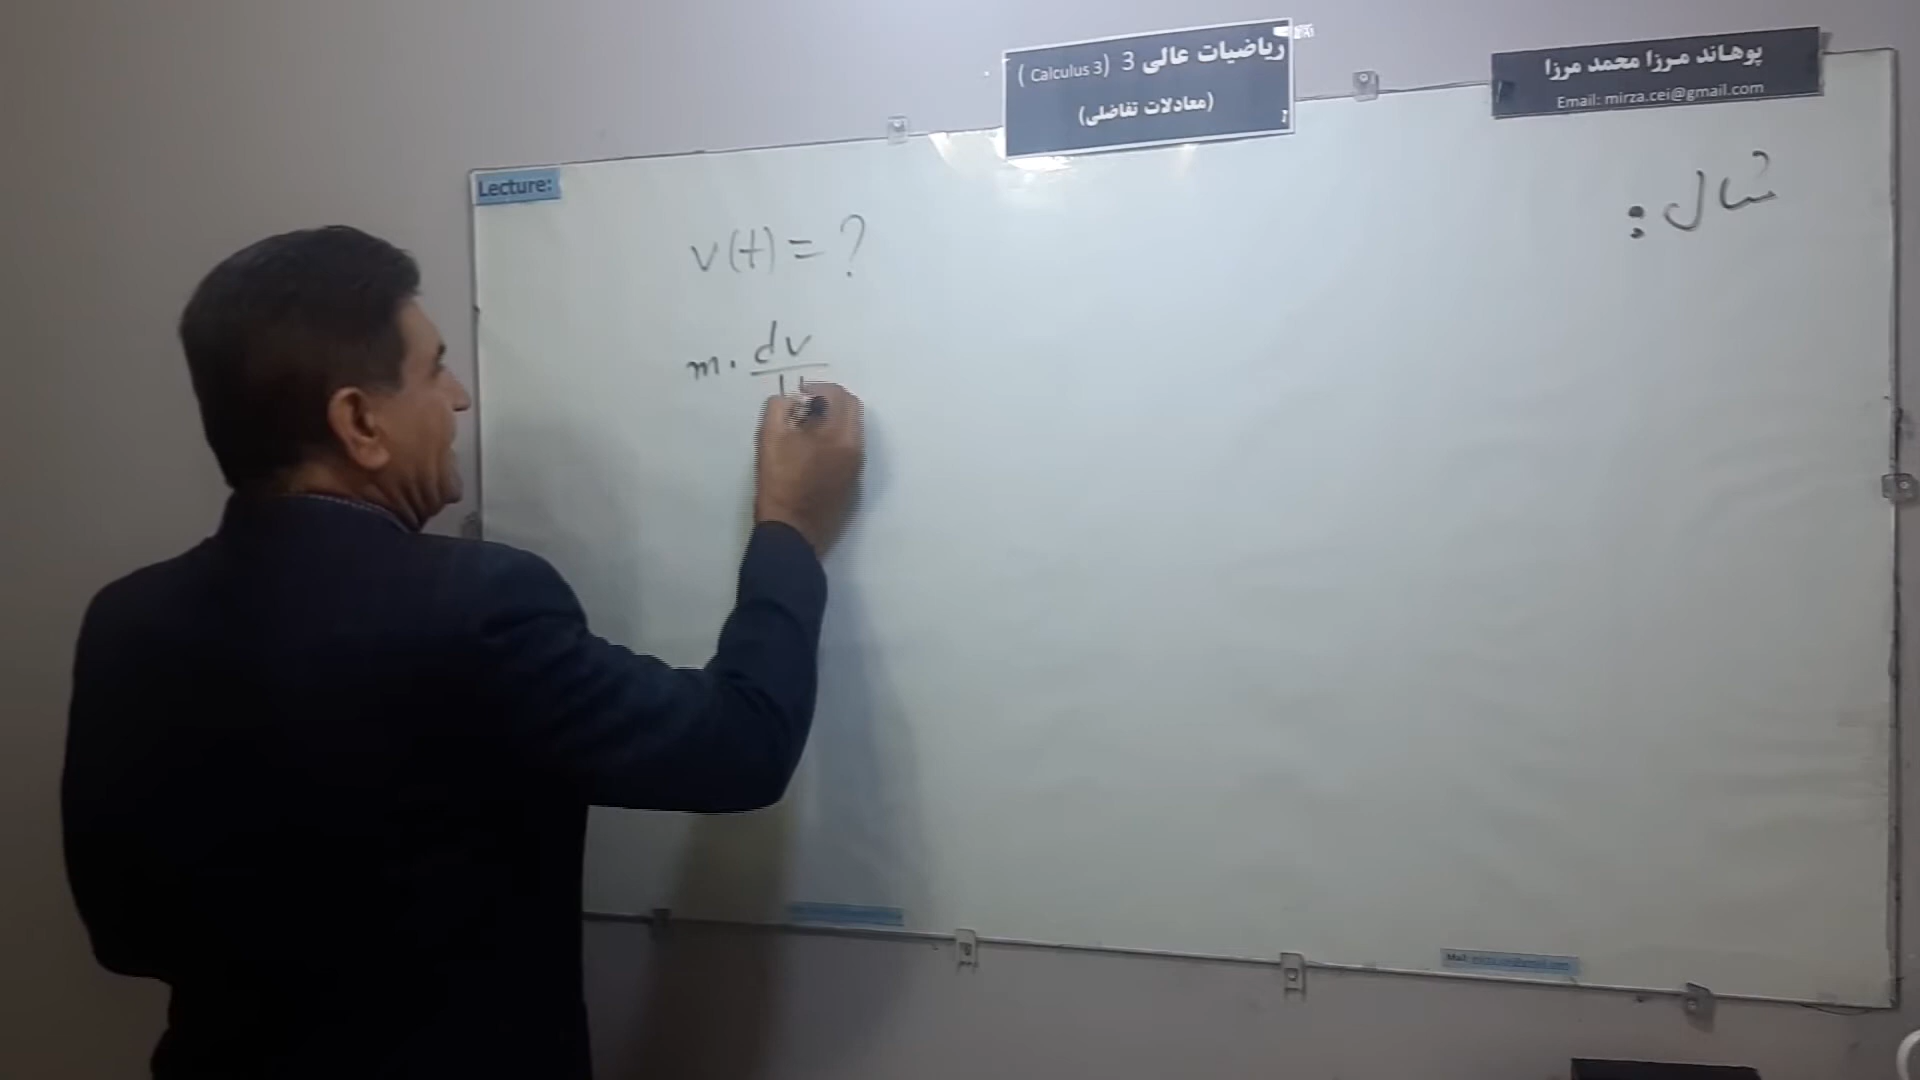 ریاضیات عالی 3 (Calculus 3)
(معادلات تفاضلی)
پوهاند مرزا محمد مرزا
Email: mirza.cei@gmail.com
Lecture:
مثال :
v(t) = ?
m . dv
Mail: